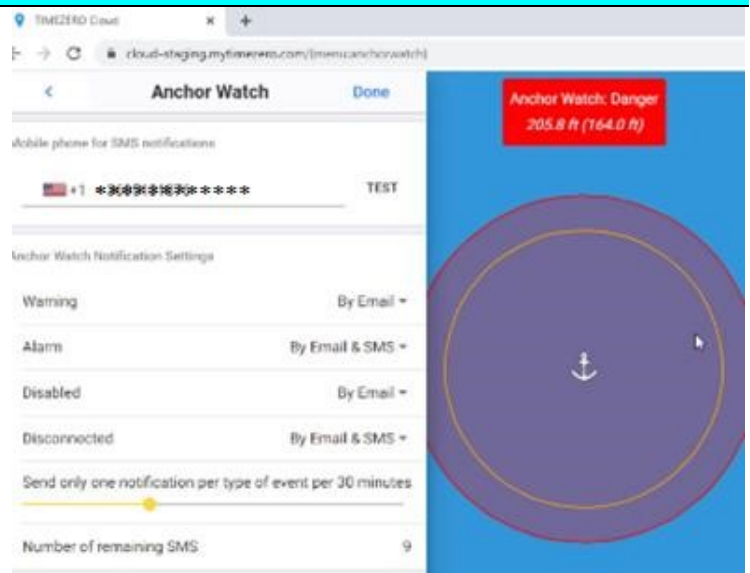 TIMEZERO Cloud
cloud-staging.mytimezero.com/(menu:anchorwatch)
Anchor Watch
Done
Anchor Watch: Danger
205.8 ft (164.0 ft)
Mobile phone for SMS notifications
+1 ************
TEST
Anchor Watch Notification Settings
Warning
By Email
Alarm
By Email & SMS
Disabled
By Email
Disconnected
By Email & SMS
Send only one notification per type of event per 30 minutes
Number of remaining SMS
9